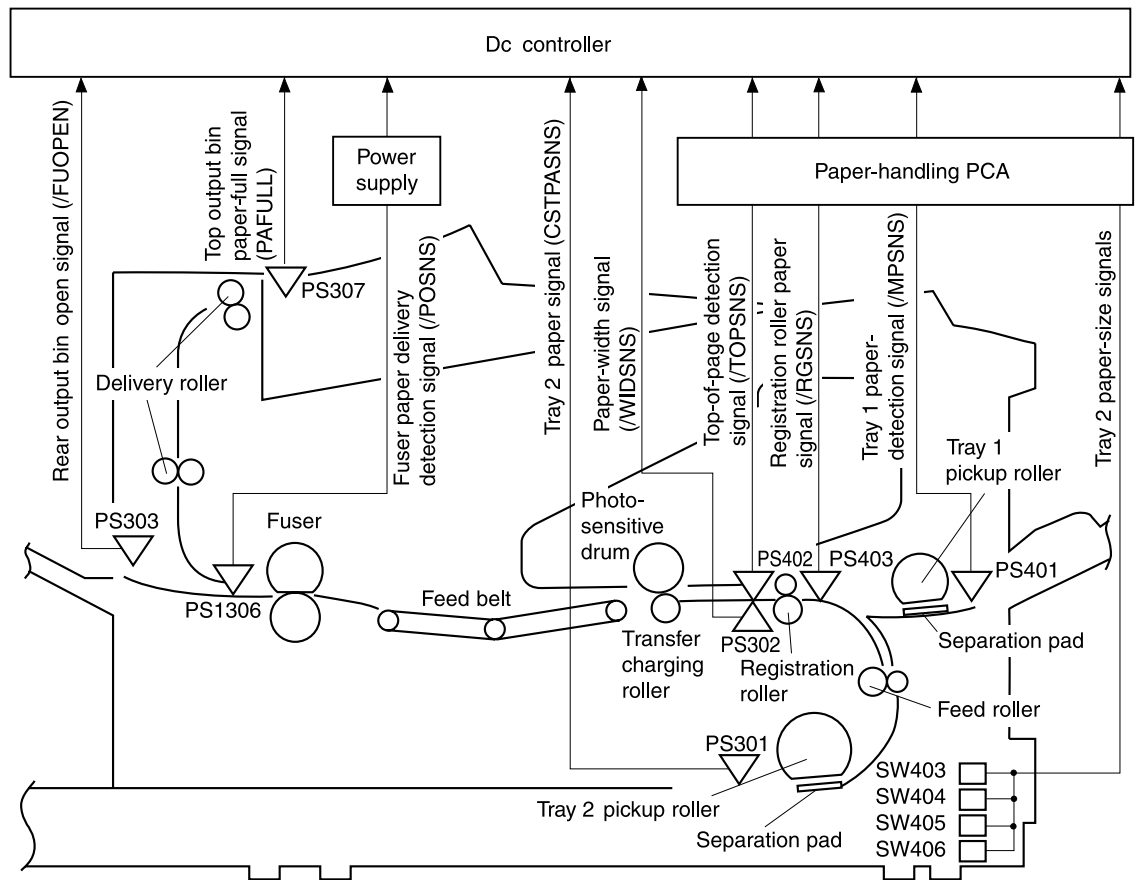 Dc controller
Power
supply
Paper-handling PCA
Rear output bin open signal (/FUOPEN)
Top output bin
paper-full signal
(PAFULL)
Fuser paper delivery
detection signal (/POSNS)
Tray 2 paper signal (CSTPASNS)
Paper-width signal
(/WIDSNS)
Top-of-page detection
signal (/TOPSNS)
Registration roller paper
signal (/RGSNS)
Tray 1 paper-
detection signal (/MPSNS)
Tray 2 paper-size signals
PS307
Delivery roller
Tray 1
pickup roller
PS303
Fuser
Photo-
sensitive
drum
PS402
PS403
PS401
PS1306
Feed belt
Transfer
charging
roller
PS302
Registration
roller
Separation pad
Feed roller
PS301
Tray 2 pickup roller
Separation pad
SW403
SW404
SW405
SW406